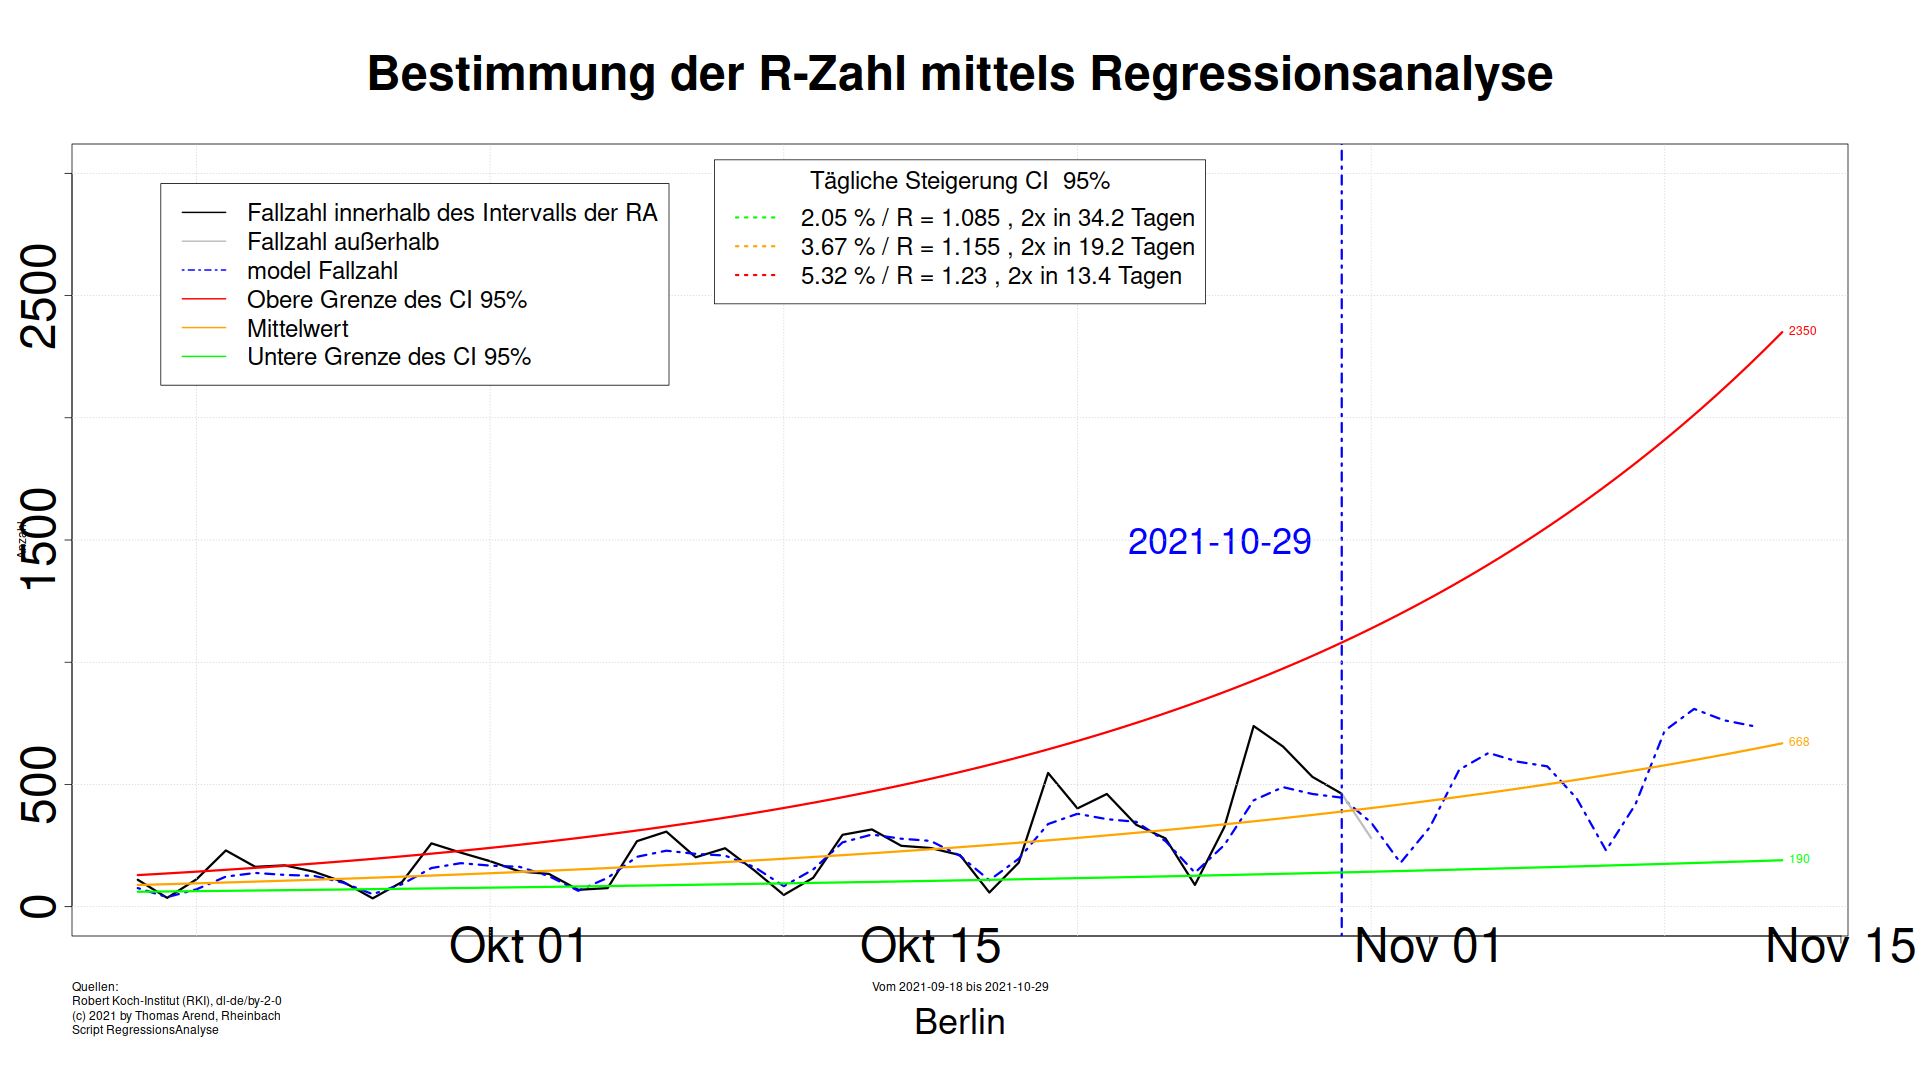 Bestimmung der R-Zahl mittels Regressionsanalyse
Fallzahl innerhalb des Intervalls der RA
Fallzahl außerhalb
model Fallzahl
Obere Grenze des CI 95%
Mittelwert
Untere Grenze des CI 95%
Tägliche Steigerung CI 95%
2.05 % / R = 1.085 , 2x in 34.2 Tagen
3.67 % / R = 1.155 , 2x in 19.2 Tagen
5.32 % / R = 1.23 , 2x in 13.4 Tagen
2500
1500
500
0
Anzahl
2350
2021-10-29
668
190
Okt 01
Okt 15
Nov 01
Nov 15
Quellen:
Robert Koch-Institut (RKI), dl-de/by-2-0
(c) 2021 by Thomas Arend, Rheinbach
Script RegressionsAnalyse
Vom 2021-09-18 bis 2021-10-29
Berlin